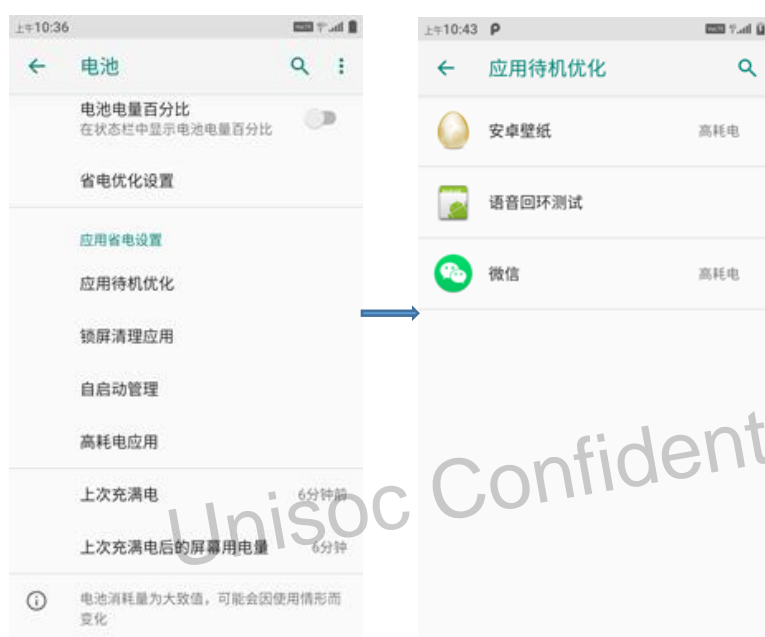 上午10:36
电池
电池电量百分比
在状态栏中显示电池电量百分比
省电优化设置
应用省电设置
应用待机优化
锁屏清理应用
自启动管理
高耗电应用
上次充满电 6分钟前
上次充满电后的屏幕用电量 6分钟
电池消耗量为大致值，可能会因使用情形而
变化
上午10:43
应用待机优化
安卓壁纸 高耗电
语音回环测试
微信 高耗电
Unisoc Confident